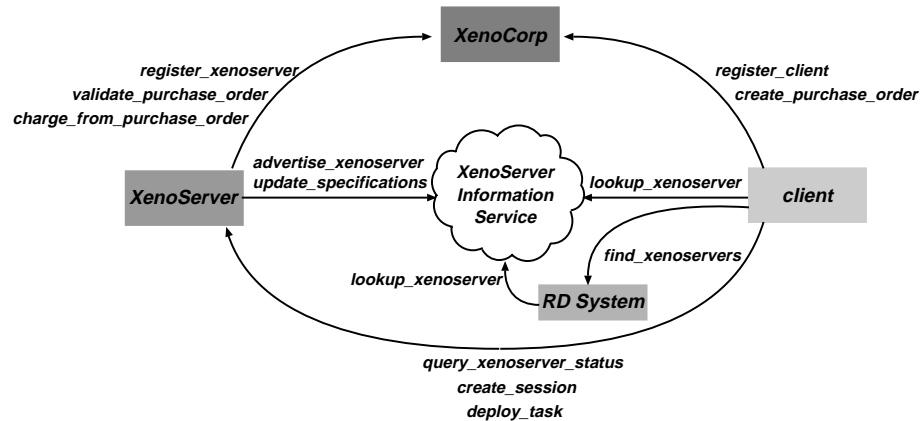 XenoCorp
register_xenoserver
validate_purchase_order
charge_from_purchase_order
register_client
create_purchase_order
advertise_xenoserver
update_specifications
XenoServer
XenoServer
Information
Service
lookup_xenoserver
client
find_xenoservers
lookup_xenoserver
RD System
query_xenoserver_status
create_session
deploy_task